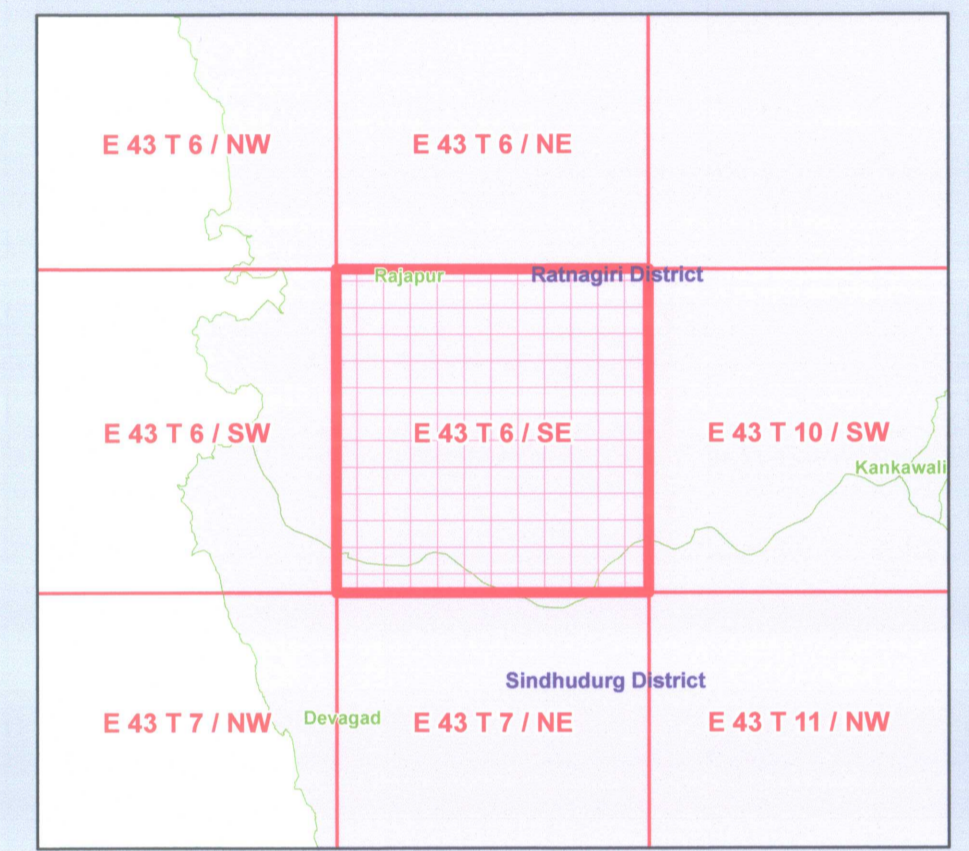 E 43 T 6 / NW
E 43 T 6 / NE
Rajapur
Ratnagiri District
E 43 T 6 / SW
E 43 T 6 / SE
E 43 T 10 / SW
Kankawali
Sindhudurg District
E 43 T 7 / NW
Devagad
E 43 T 7 / NE
E 43 T 11 / NW